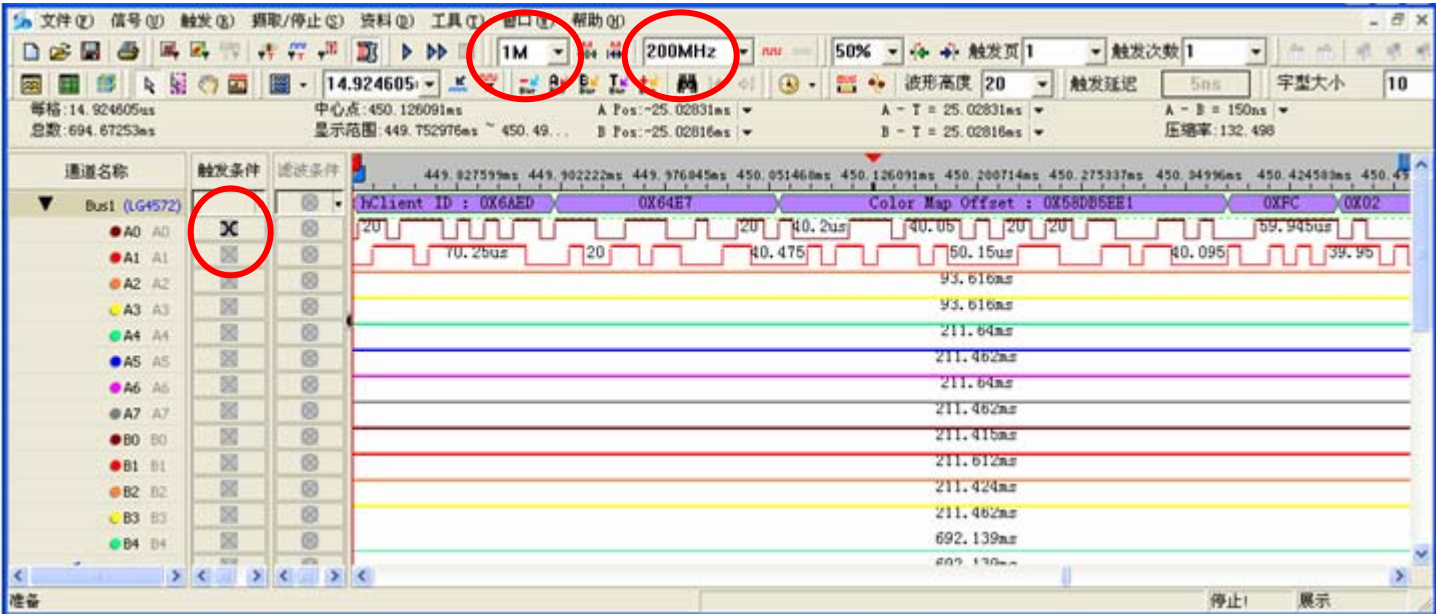 文件(F) 信号(U) 触发(R) 撷取/停止(S) 资料(D) 工具(T) 窗口(W) 帮助(H)
1M 200MHz 50% 触发页 1 触发次数 1
14.924605 波形高度 20 触发延迟 5ns 字型大小 10
每格:14.924605us 中心点:450.126091ms A Pos:-25.02831ms A - T = 25.02831ms A - B = 150ns
总数:694.67253ms 显示范围:449.752976ms ~ 450.49... B Pos:-25.02816ms B - T = 25.02816ms 压缩率:132.498
通道名称 触发条件 滤波条件 449.827599ms 449.902222ms 449.976845ms 450.051468ms 450.126091ms 450.200714ms 450.275337ms 450.34996ms 450.424583ms 450.49
Bus1 (LG4572) hClient ID : 0X6AED 0X64E7 Color Map Offset : 0X58DB5EE1 0XFC 0X02
A0 A0 20 20 40.2us 40.05 20 20 59.945us
A1 A1 70.25us 20 40.475 50.15us 40.095 39.95
A2 A2 93.616ms
A3 A3 93.616ms
A4 A4 211.64ms
A5 A5 211.462ms
A6 A6 211.64ms
A7 A7 211.462ms
B0 B0 211.415ms
B1 B1 211.612ms
B2 B2 211.424ms
B3 B3 211.462ms
B4 B4 692.139ms
准备 停止! 展示